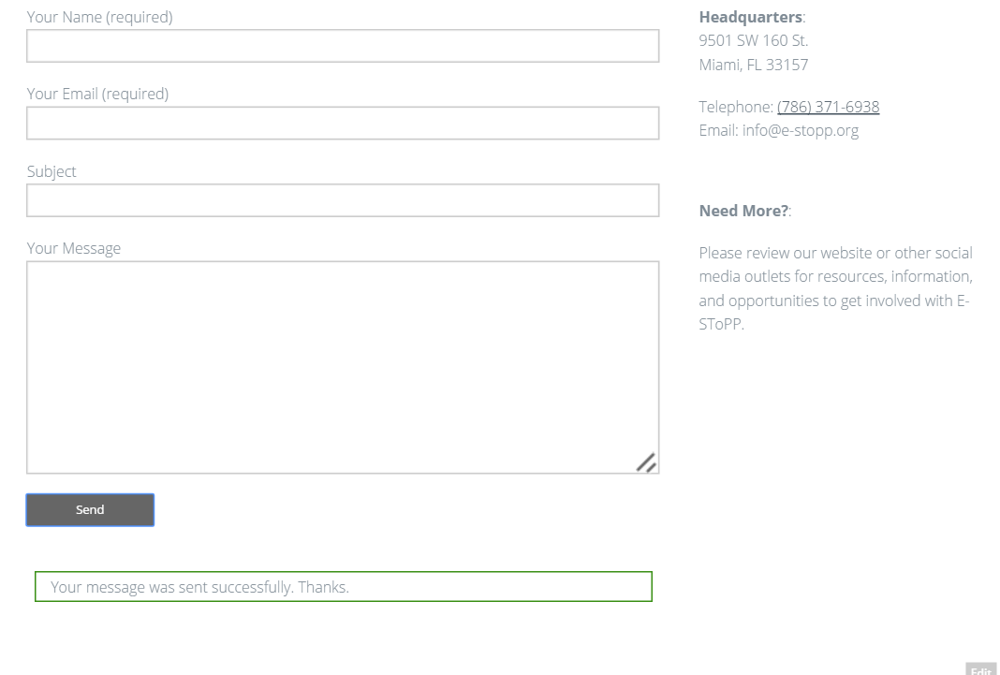 Your Name (required)
Your Email (required)
Subject
Your Message
Send
Your message was sent successfully. Thanks.
Headquarters:
9501 SW 160 St.
Miami, FL 33157
Telephone: (786) 371-6938
Email: info@e-stopp.org
Need More?:
Please review our website or other social
media outlets for resources, information,
and opportunities to get involved with E-
SToPP.
Edit